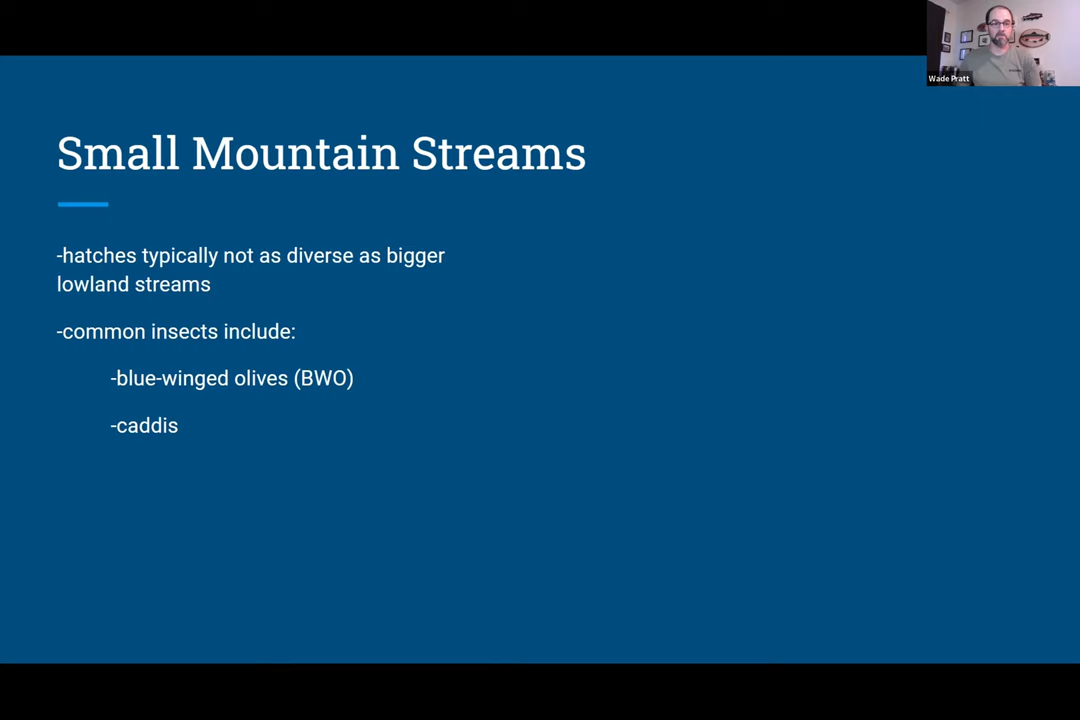 Wade Pratt
Small Mountain Streams
-hatches typically not as diverse as bigger
lowland streams
-common insects include:
-blue-winged olives (BWO)
-caddis